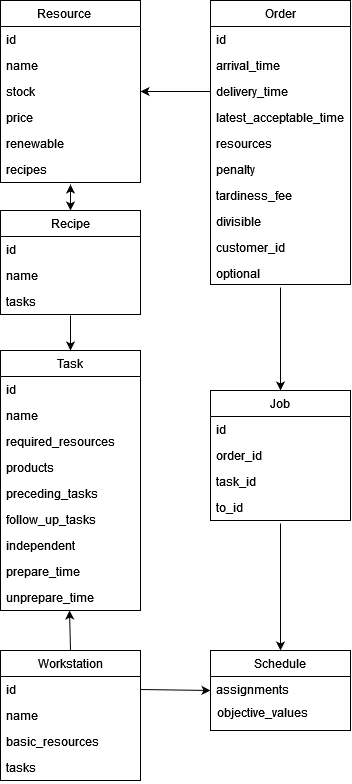 Resource
id
name
stock
price
renewable
recipes
Order
id
arrival_time
delivery_time
latest_acceptable_time
resources
penalty
tardiness_fee
divisible
customer_id
optional
Recipe
id
name
tasks
Task
id
name
required_resources
products
preceding_tasks
follow_up_tasks
independent
prepare_time
unprepare_time
Job
id
order_id
task_id
to_id
Workstation
id
name
basic_resources
tasks
Schedule
assignments
objective_values